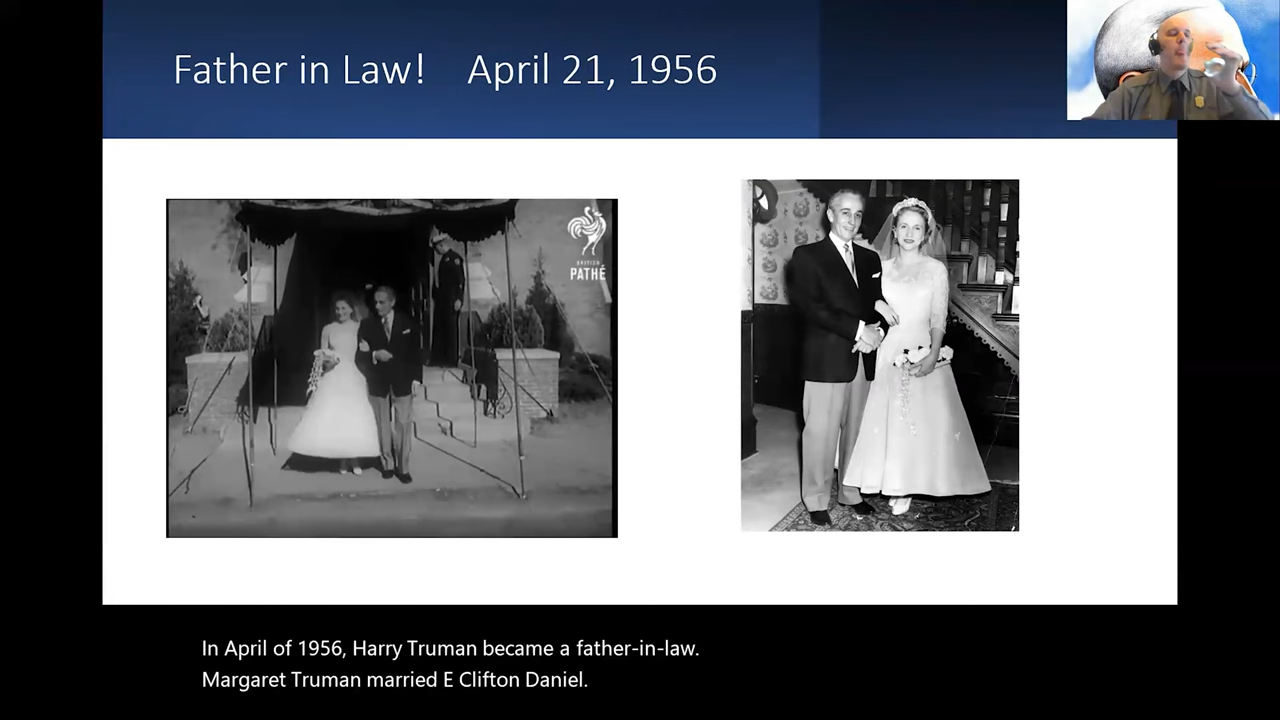 Father in Law! April 21, 1956
BRITISH
PATHÉ
In April of 1956, Harry Truman became a father-in-law.
Margaret Truman married E Clifton Daniel.